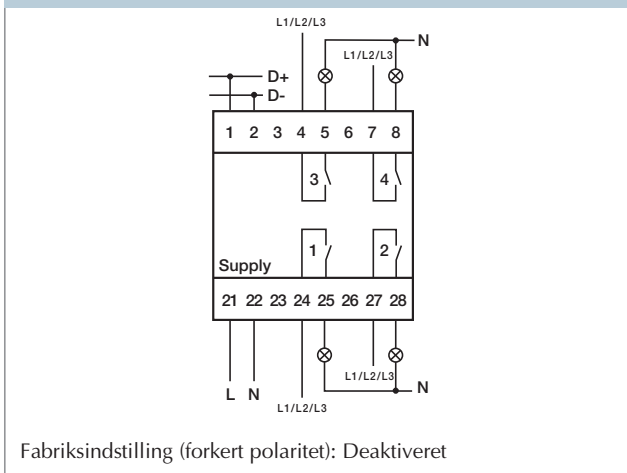 L1/L2/L3
N
L1/L2/L3
D+
D-
1 2 3 4 5 6 7 8
3 4
1 2
Supply
21 22 23 24 25 26 27 28
L1/L2/L3
L N
N
L1/L2/L3
Fabriksindstilling (forkert polaritet): Deaktiveret